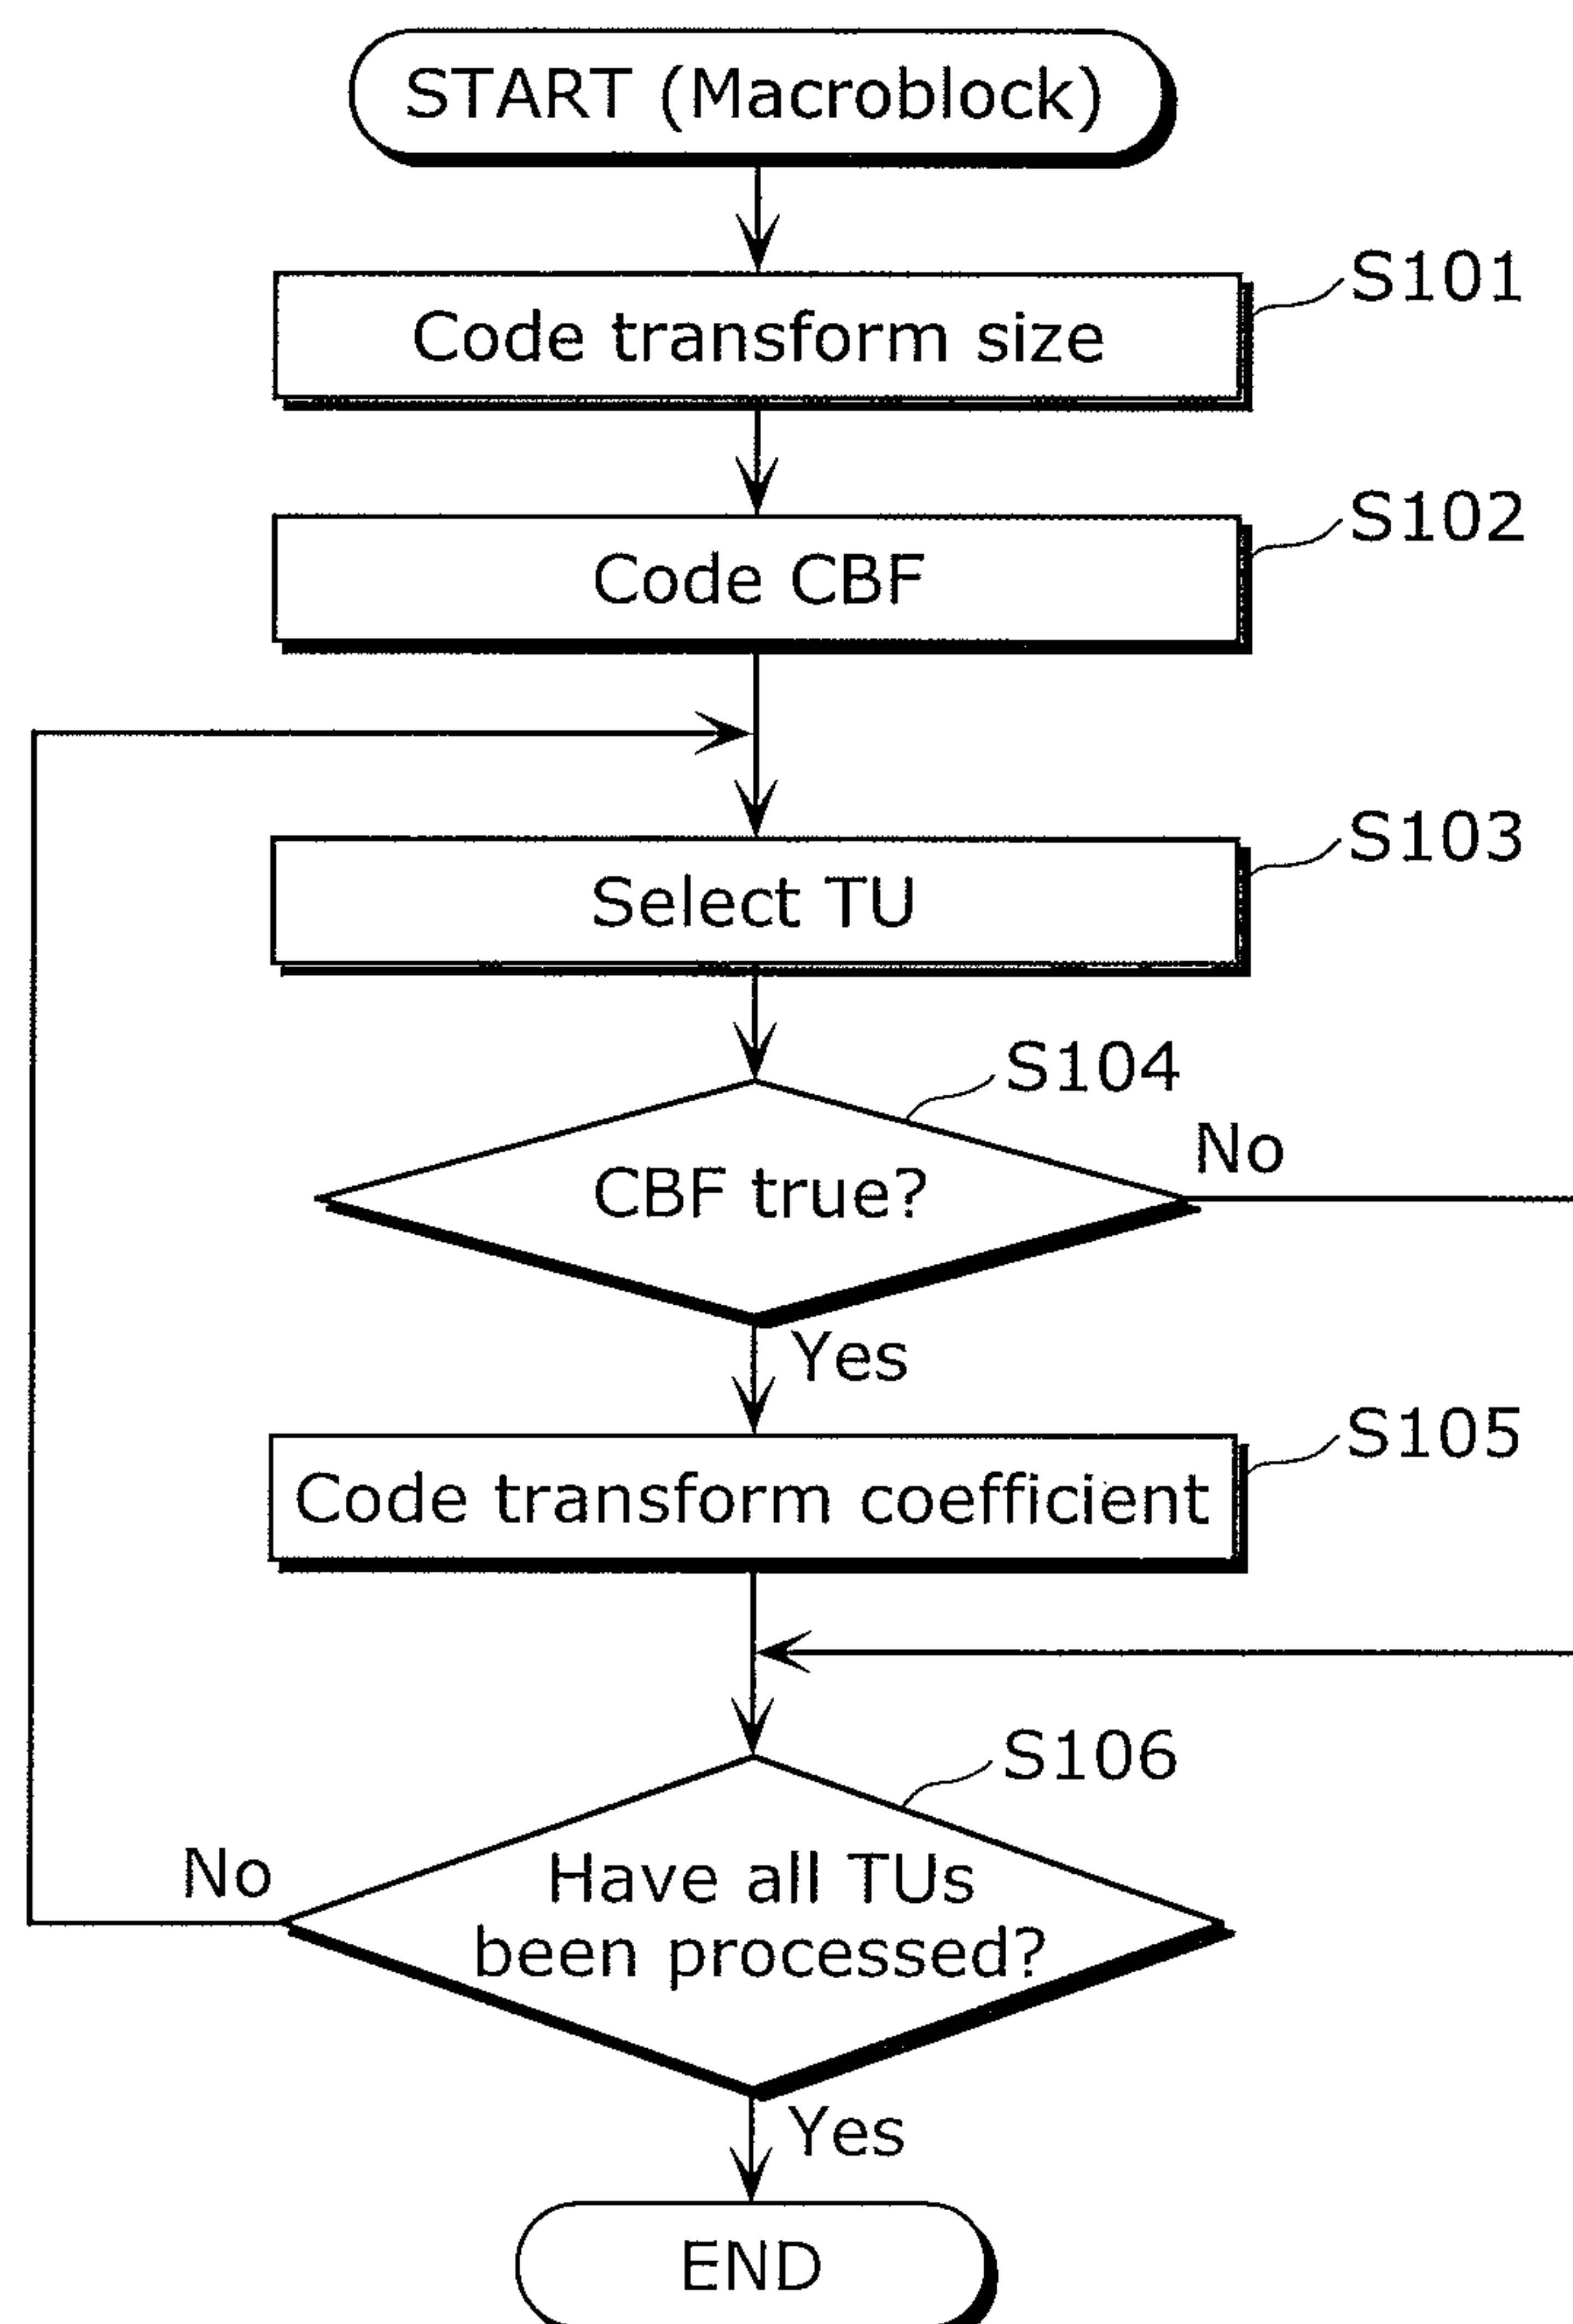 START (Macroblock)
S101
Code transform size
S102
Code CBF
S103
Select TU
S104
No
CBF true?
Yes
S105
Code transform coefficient
S106
No
Have all TUs
been processed?
Yes
END